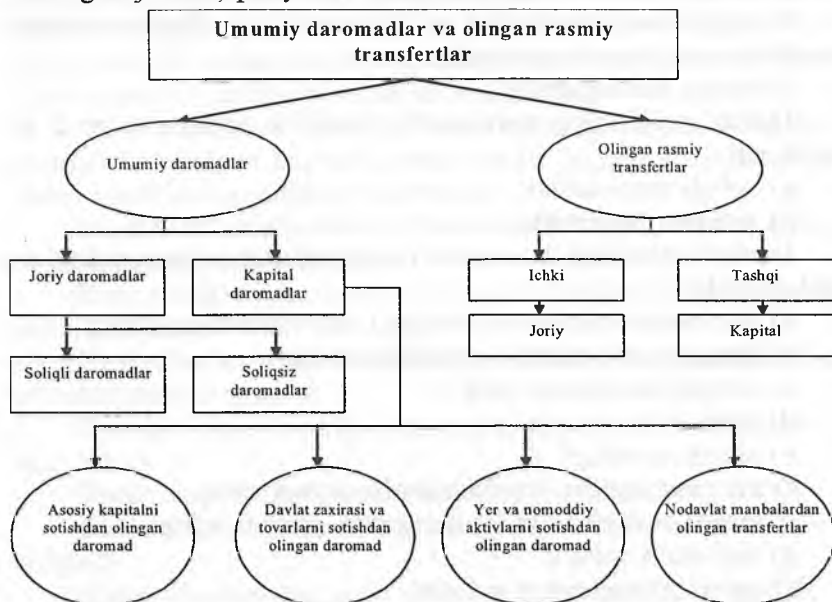 Umumiy daromadlar va olingan rasmiy
transfertlar
Umumiy daromadlar
Olingan rasmiy
transfertlar
Joriy daromadlar
Kapital
daromadlar
Ichki
Tashqi
Joriy
Kapital
Soliqli daromadlar
Soliqsiz
daromadlar
Asosiy kapitalni
sotishdan olingan
daromad
Davlat zaxirasi va
tovarlarni sotishdan
olingan daromad
Yer va nomoddiy
aktivlarni sotishdan
olingan daromad
Nodavlat manbalardan
olingan transfertlar